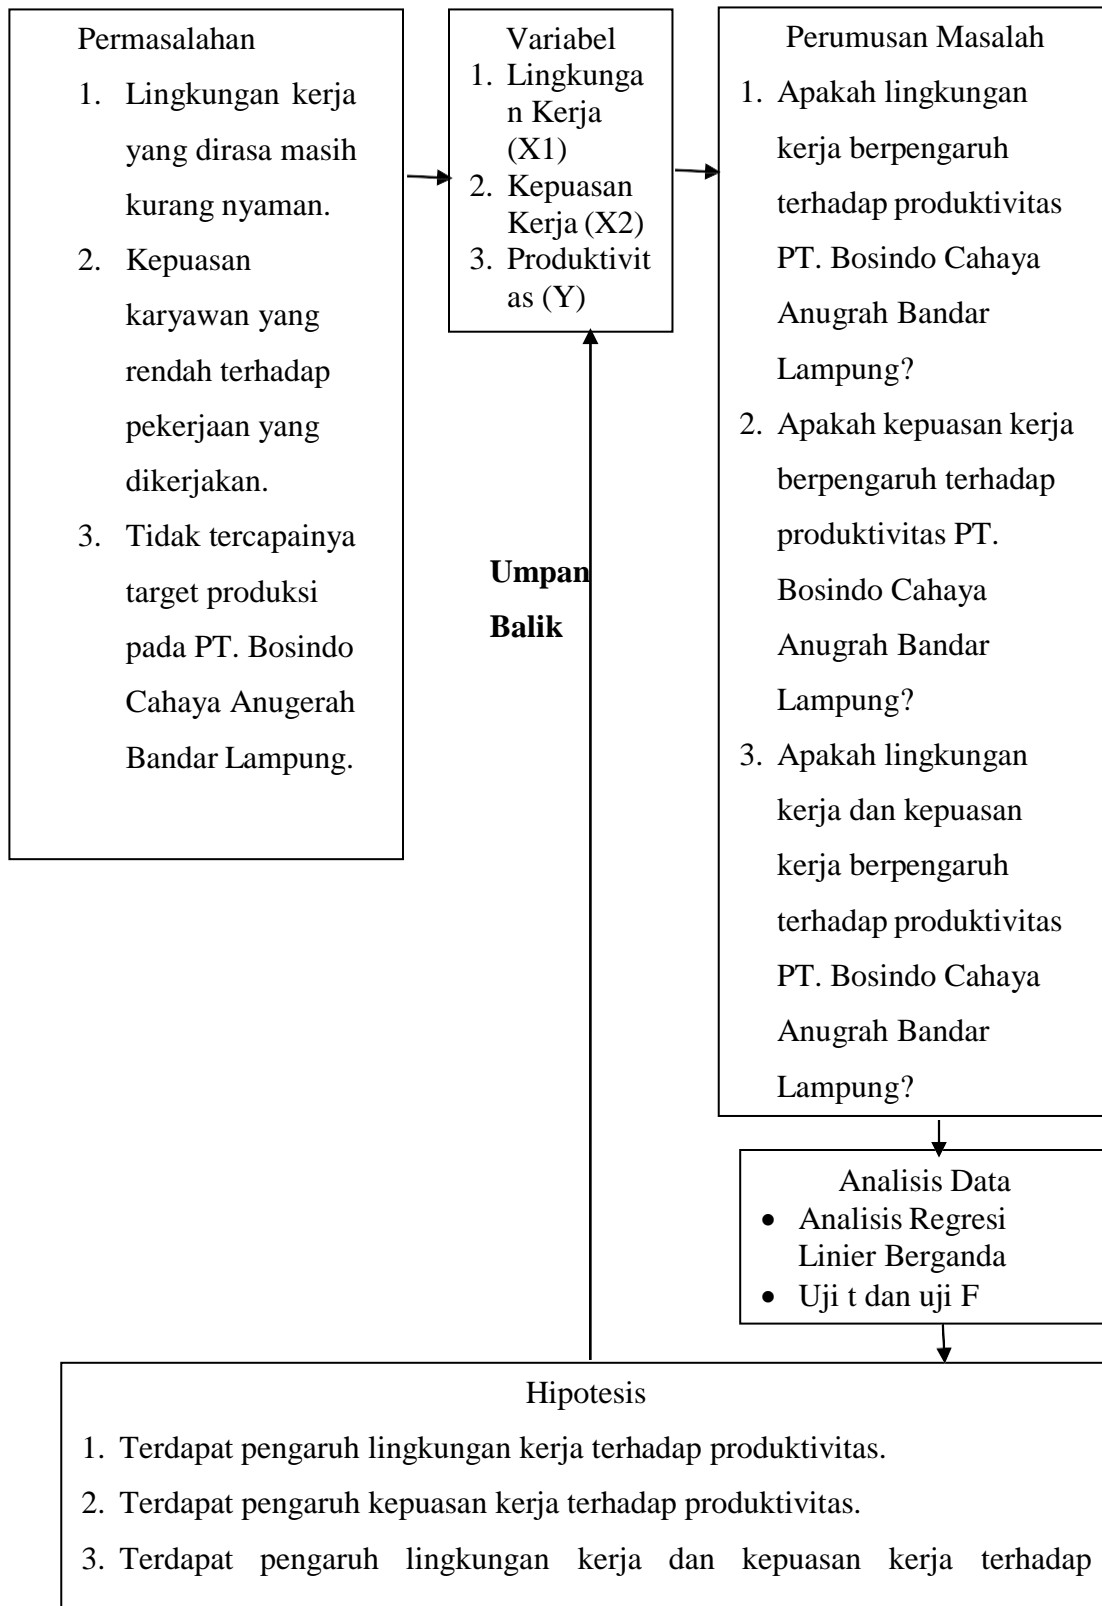 Permasalahan
1. Lingkungan kerja
yang dirasa masih
kurang nyaman.
2. Kepuasan
karyawan yang
rendah terhadap
pekerjaan yang
dikerjakan.
3. Tidak tercapainya
target produksi
pada PT. Bosindo
Cahaya Anugerah
Bandar Lampung.
Variabel
1. Lingkunga
n Kerja
(X1)
2. Kepuasan
Kerja (X2)
3. Produktivit
as (Y)
Perumusan Masalah
1. Apakah lingkungan
kerja berpengaruh
terhadap produktivitas
PT. Bosindo Cahaya
Anugrah Bandar
Lampung?
2. Apakah kepuasan kerja
berpengaruh terhadap
produktivitas PT.
Bosindo Cahaya
Anugrah Bandar
Lampung?
3. Apakah lingkungan
kerja dan kepuasan
kerja berpengaruh
terhadap produktivitas
PT. Bosindo Cahaya
Anugrah Bandar
Lampung?
Umpan
Balik
Analisis Data
• Analisis Regresi
Linier Berganda
• Uji t dan uji F
Hipotesis
1. Terdapat pengaruh lingkungan kerja terhadap produktivitas.
2. Terdapat pengaruh kepuasan kerja terhadap produktivitas.
3. Terdapat pengaruh lingkungan kerja dan kepuasan kerja terhadap